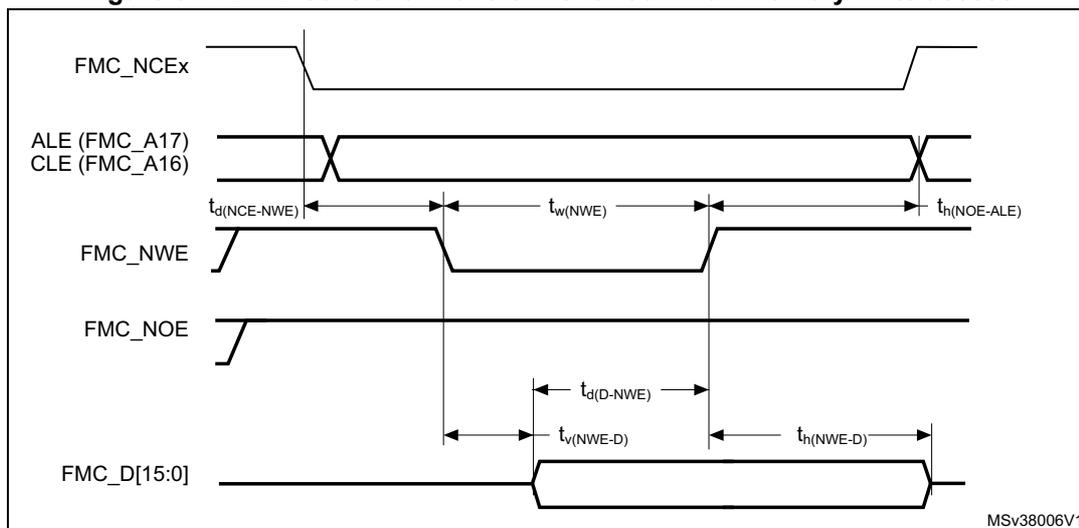 FMC_NCEx
ALE (FMC_A17)
CLE (FMC_A16)
td(NCE-NWE)
tw(NWE)
th(NOE-ALE)
FMC_NWE
FMC_NOE
td(D-NWE)
tv(NWE-D)
th(NWE-D)
FMC_D[15:0]
MSv38006V1